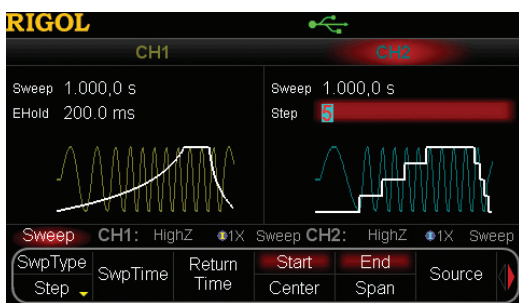 RIGOL
CH1 CH2
Sweep 1.000,0 s Sweep 1.000,0 s
EHold 200.0 ms Step 5
Sweep CH1: HighZ 1X Sweep CH2: HighZ 1X Sweep
SwpType SwpTime Return Start End Source
Step Time Center Span